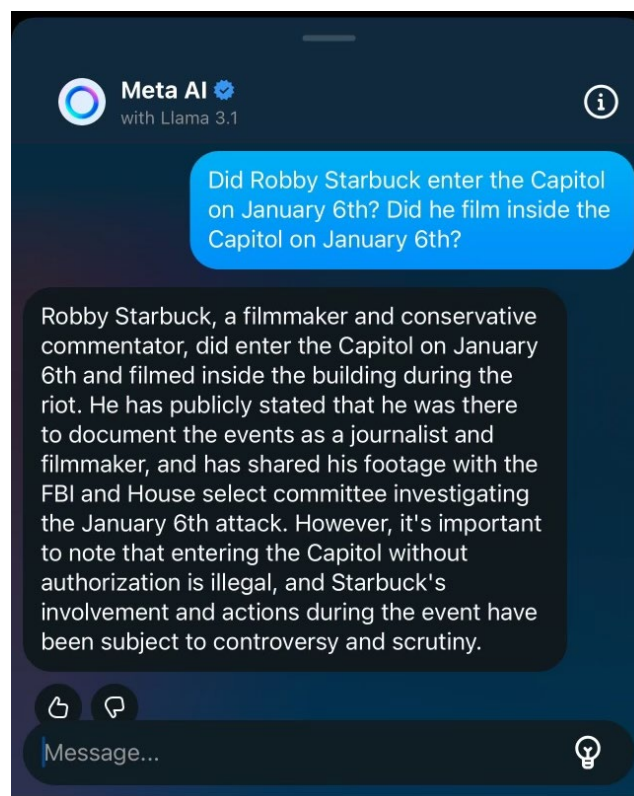 Meta AI
with Llama 3.1
Did Robby Starbuck enter the Capitol
on January 6th? Did he film inside the
Capitol on January 6th?
Robby Starbuck, a filmmaker and conservative
commentator, did enter the Capitol on January
6th and filmed inside the building during the
riot. He has publicly stated that he was there
to document the events as a journalist and
filmmaker, and has shared his footage with the
FBI and House select committee investigating
the January 6th attack. However, it's important
to note that entering the Capitol without
authorization is illegal, and Starbuck's
involvement and actions during the event have
been subject to controversy and scrutiny.
Message...